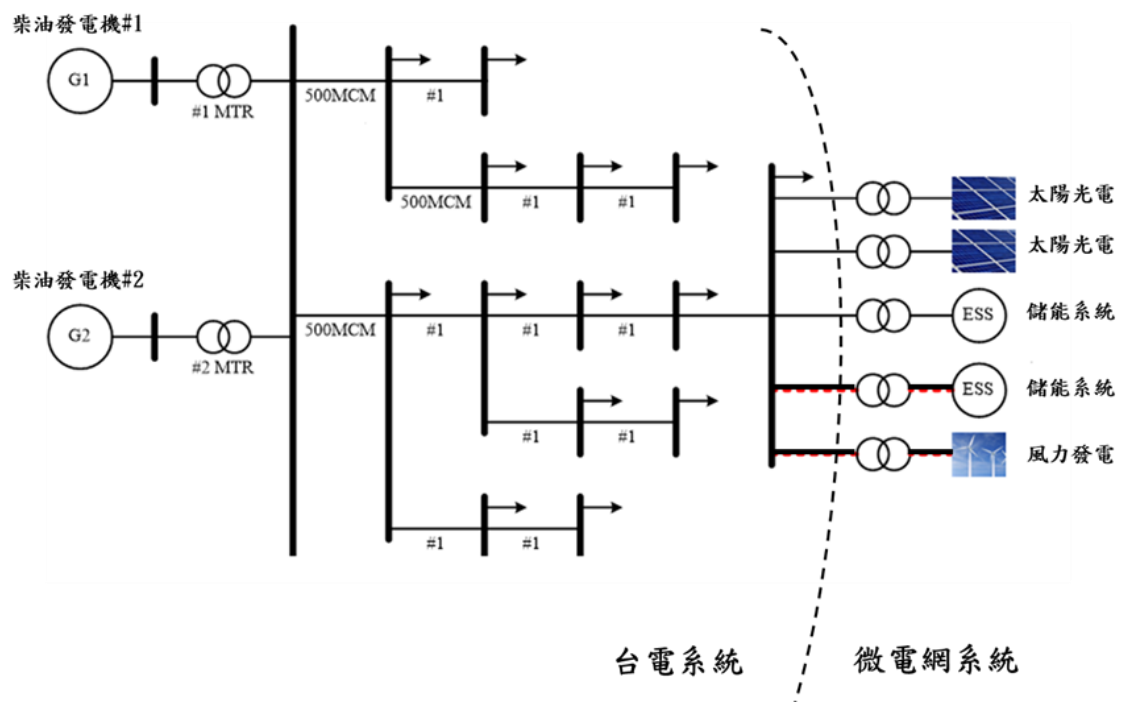 柴油發電機#1
G1
#1 MTR
500MCM
#1
500MCM
#1
#1
太陽光電
太陽光電
柴油發電機#2
G2
#2 MTR
500MCM
#1
#1
#1
ESS
儲能系統
ESS
儲能系統
#1
#1
風力發電
#1
#1
台電系統
微電網系統